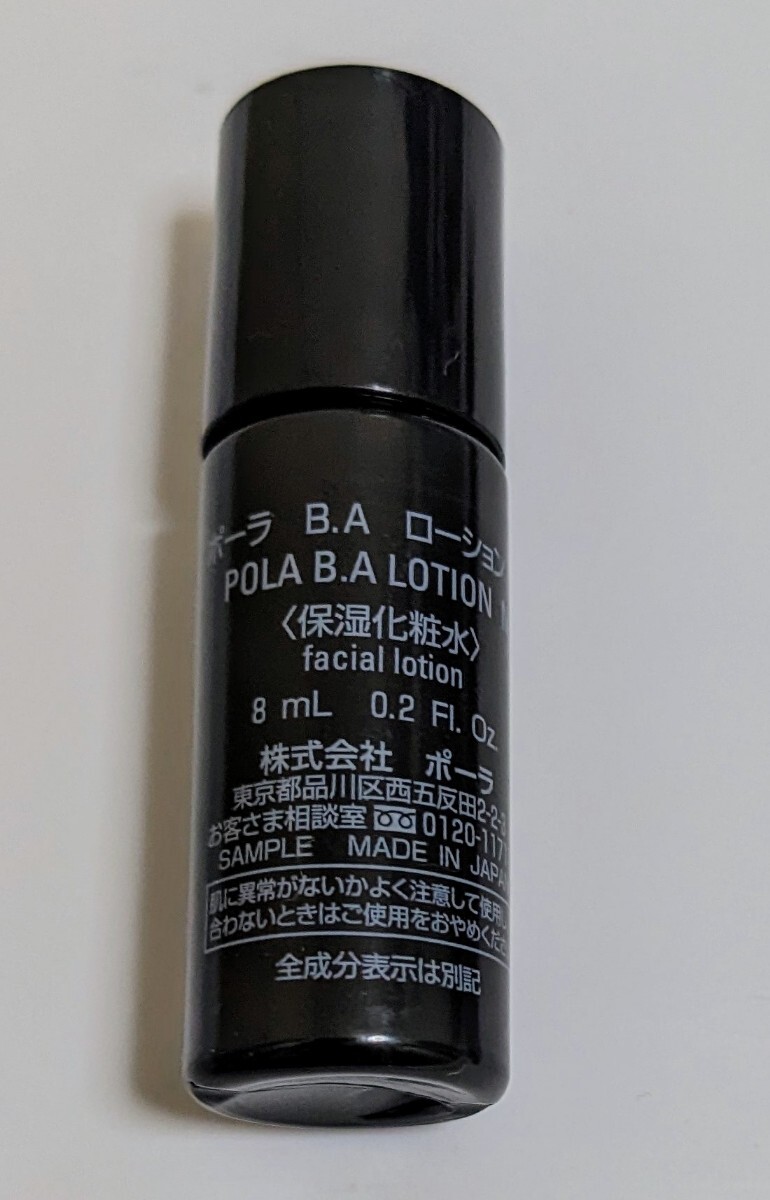 ポーラ B.A ローション
POLA B.A LOTION
〈保湿化粧水〉
facial lotion
8 mL 0.2 Fl. Oz.
株式会社 ポーラ
東京都品川区西五反田2-2-3
お客さま相談室 0120-1171
SAMPLE MADE IN JAPAN
肌に異常がないかよく注意して使用し
合わないときはご使用をおやめくださ
全成分表示は別記